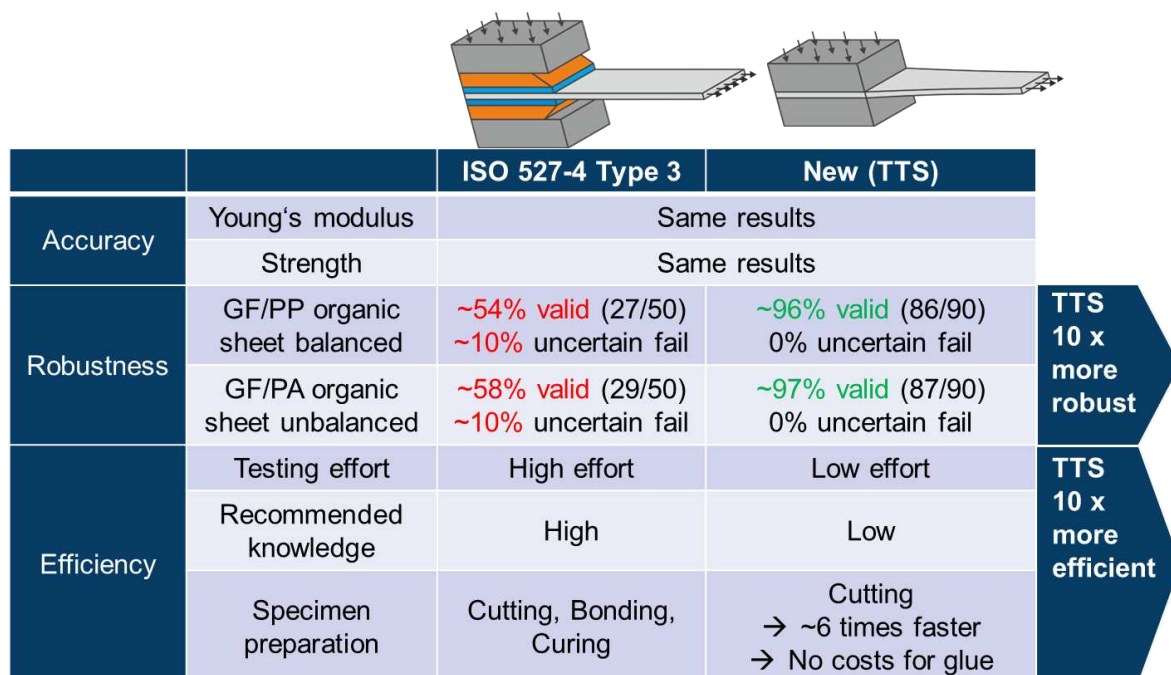 ISO 527-4 Type 3
New (TTS)
Accuracy
Young‘s modulus
Same results
Strength
Same results
Robustness
GF/PP organic
sheet balanced
~54% valid (27/50)
~10% uncertain fail
~96% valid (86/90)
0% uncertain fail
GF/PA organic
sheet unbalanced
~58% valid (29/50)
~10% uncertain fail
~97% valid (87/90)
0% uncertain fail
TTS
10 x
more
robust
Efficiency
Testing effort
High effort
Low effort
Recommended
knowledge
High
Low
Specimen
preparation
Cutting, Bonding,
Curing
Cutting
→ ~6 times faster
→ No costs for glue
TTS
10 x
more
efficient